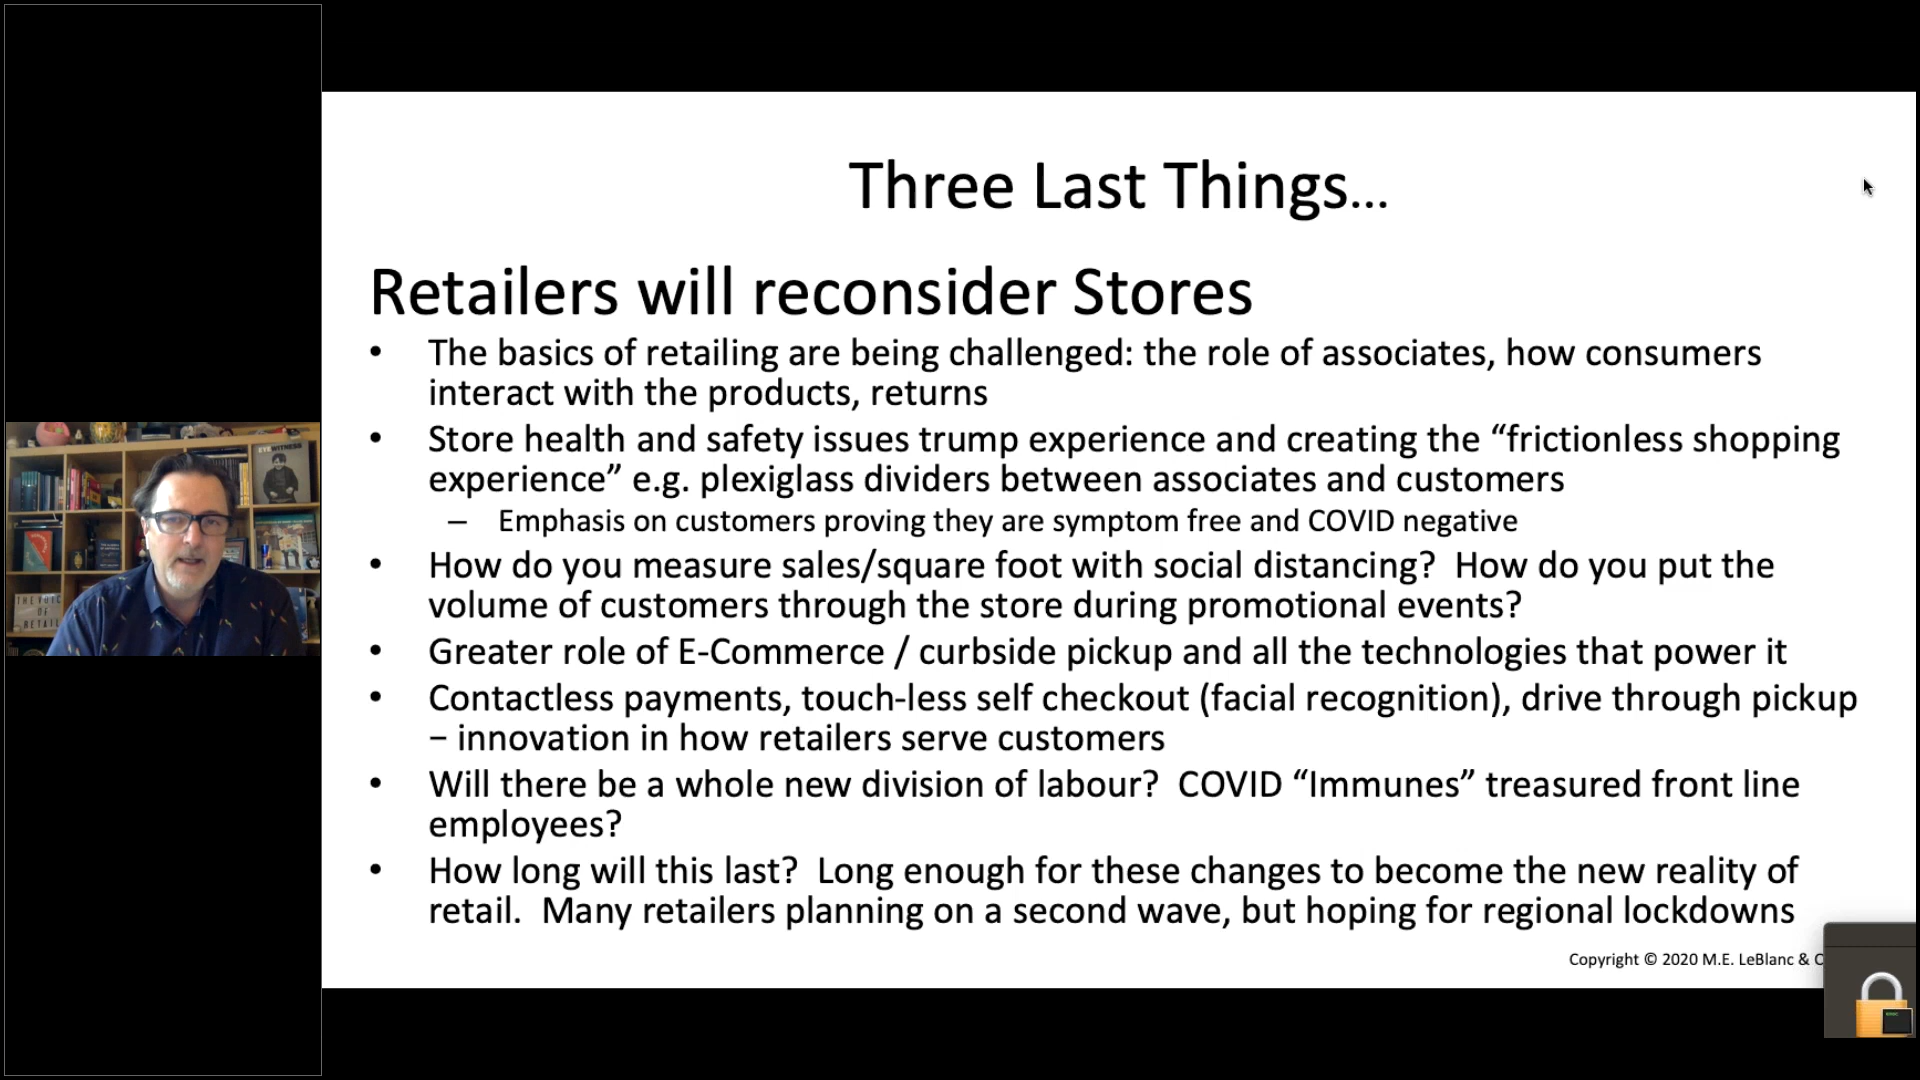 Three Last Things...
Retailers will reconsider Stores
• The basics of retailing are being challenged: the role of associates, how consumers
interact with the products, returns
• Store health and safety issues trump experience and creating the “frictionless shopping
experience” e.g. plexiglass dividers between associates and customers
– Emphasis on customers proving they are symptom free and COVID negative
• How do you measure sales/square foot with social distancing?  How do you put the
volume of customers through the store during promotional events?
• Greater role of E-Commerce / curbside pickup and all the technologies that power it
• Contactless payments, touch-less self checkout (facial recognition), drive through pickup
– innovation in how retailers serve customers
• Will there be a whole new division of labour?  COVID “Immunes” treasured front line
employees?
• How long will this last?  Long enough for these changes to become the new reality of
retail.  Many retailers planning on a second wave, but hoping for regional lockdowns
Copyright © 2020 M.E. LeBlanc & C
EYEWITNESS
THE VOICE
OF
RETAIL